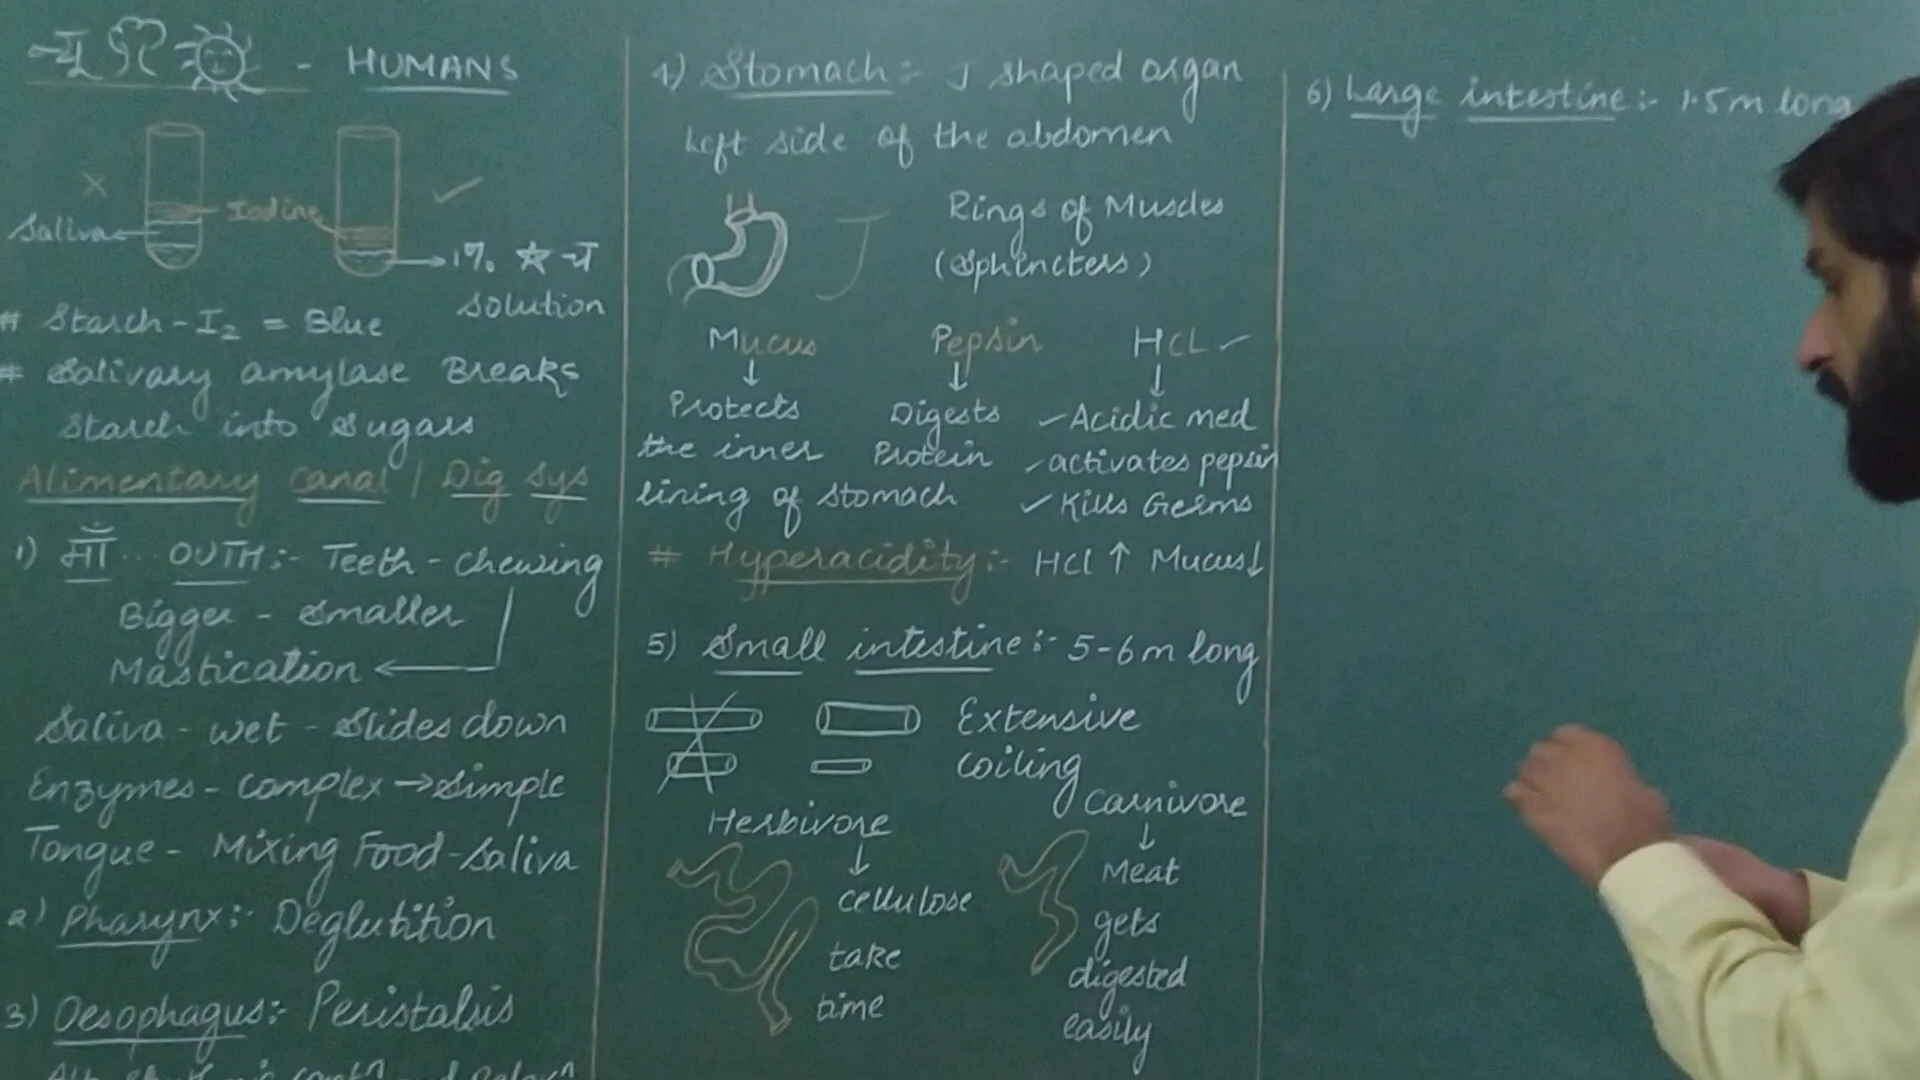 - HUMANS
Saliva
Iodine
1%
solution
# Starch - I₂ = Blue
# Salivary amylase Breaks
starch into sugars
Alimentary canal / Dig sys
1) माँ... OUTH :- Teeth - chewing
Bigger - smaller
Mastication ←
Saliva - wet - slides down
Enzymes - complex → simple
Tongue - Mixing Food - saliva
2) Pharynx :- Deglutition
3) Oesophagus :- Peristalsis
4) Stomach :- J shaped organ
Left side of the abdomen
J
Rings of Muscles
(Sphincters)
Mucus
↓
Protects
the inner
lining of stomach
Pepsin
↓
Digests
Protein
HCL ✓
↓
✓ Acidic med
✓ activates pepsin
✓ Kills Germs
# Hyperacidity :- HCl ↑ Mucus ↓
5) Small intestine :- 5-6m long
Extensive
coiling
Herbivore
↓
cellulose
take
time
Carnivore
↓
Meat
gets
digested
easily
6) Large intestine :- 1.5m long